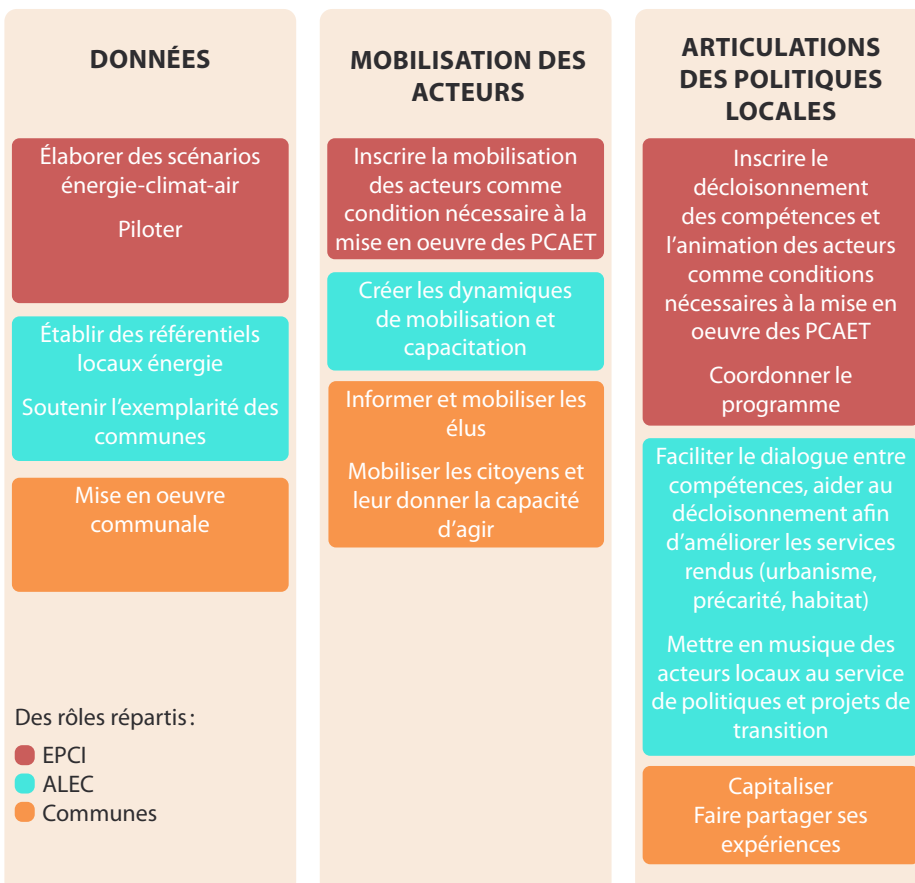 DONNÉES
Élaborer des scénarios
énergie-climat-air
Piloter
Établir des référentiels
locaux énergie
Soutenir l'exemplarité des
communes
Mise en oeuvre
communale
Des rôles répartis :
EPCI
ALEC
Communes
MOBILISATION DES
ACTEURS
Inscrire la mobilisation
des acteurs comme
condition nécessaire à la
mise en oeuvre des PCAET
Créer les dynamiques
de mobilisation et
capacitation
Informer et mobiliser les
élus
Mobiliser les citoyens et
leur donner la capacité
d'agir
ARTICULATIONS
DES POLITIQUES
LOCALES
Inscrire le
décloisonnement
des compétences et
l'animation des acteurs
comme conditions
nécessaires à la mise en
oeuvre des PCAET
Coordonner le
programme
Faciliter le dialogue entre
compétences, aider au
décloisonnement afin
d'améliorer les services
rendus (urbanisme,
précarité, habitat)
Mettre en musique des
acteurs locaux au service
de politiques et projets de
transition
Capitaliser
Faire partager ses
expériences